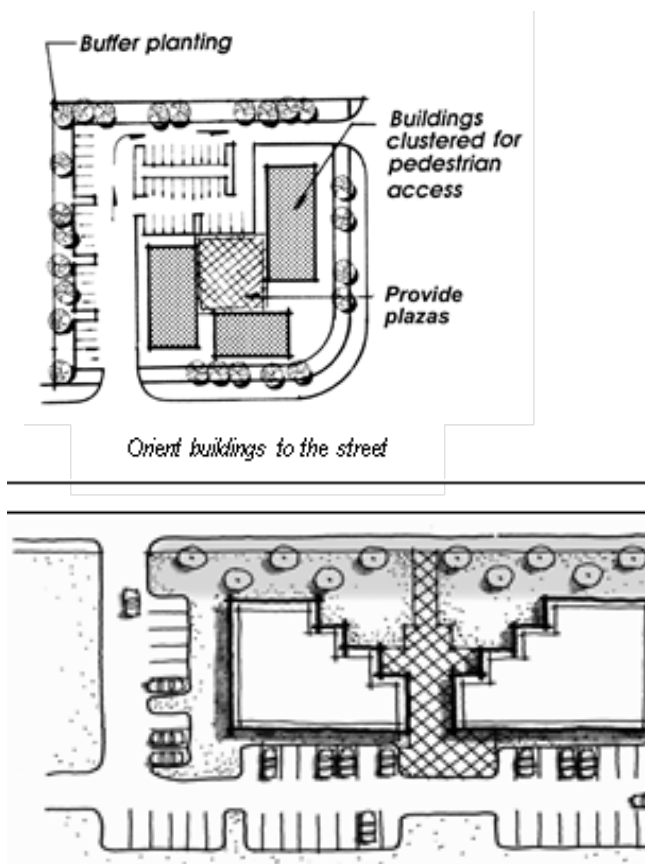 Buffer planting
Buildings
clustered for
pedestrian
access
Provide
plazas
Orient buildings to the street